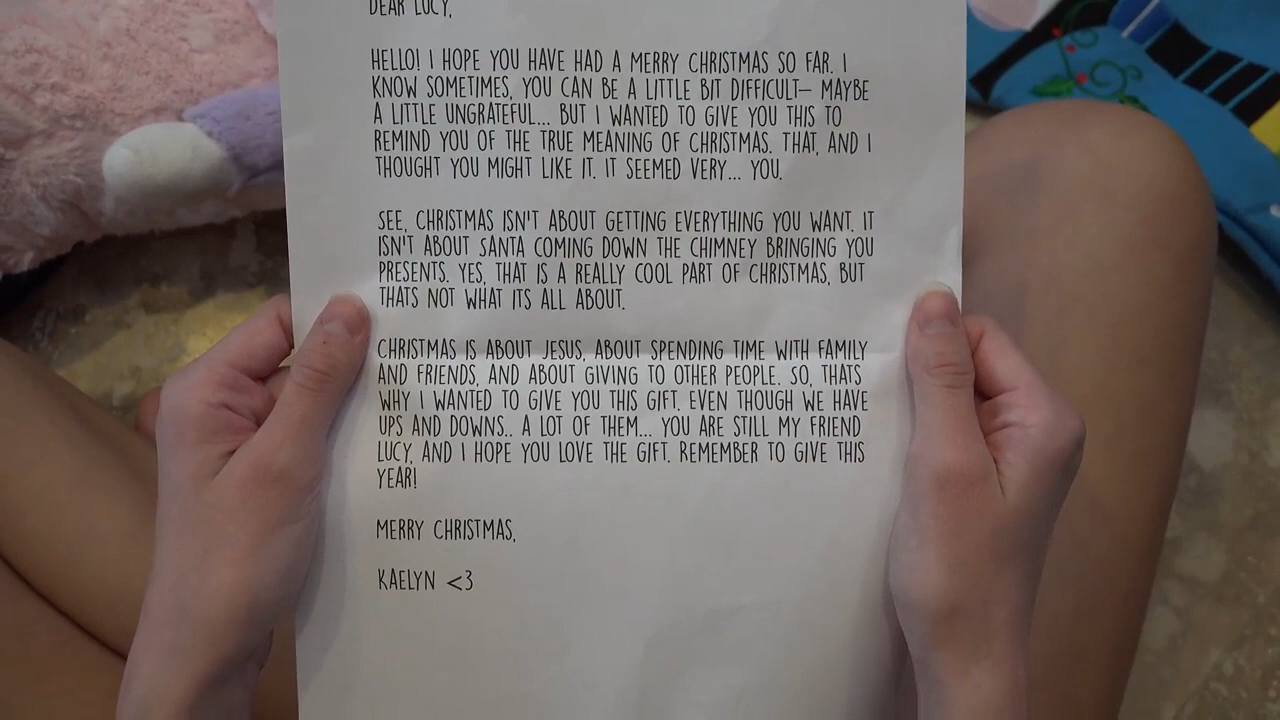 DEAR LUCY,
HELLO! I HOPE YOU HAVE HAD A MERRY CHRISTMAS SO FAR. I
KNOW SOMETIMES, YOU CAN BE A LITTLE BIT DIFFICULT– MAYBE
A LITTLE UNGRATEFUL... BUT I WANTED TO GIVE YOU THIS TO
REMIND YOU OF THE TRUE MEANING OF CHRISTMAS. THAT, AND I
THOUGHT YOU MIGHT LIKE IT. IT SEEMED VERY... YOU.
SEE, CHRISTMAS ISN'T ABOUT GETTING EVERYTHING YOU WANT. IT
ISN'T ABOUT SANTA COMING DOWN THE CHIMNEY BRINGING YOU
PRESENTS. YES, THAT IS A REALLY COOL PART OF CHRISTMAS, BUT
THATS NOT WHAT ITS ALL ABOUT.
CHRISTMAS IS ABOUT JESUS, ABOUT SPENDING TIME WITH FAMILY
AND FRIENDS, AND ABOUT GIVING TO OTHER PEOPLE. SO, THATS
WHY I WANTED TO GIVE YOU THIS GIFT. EVEN THOUGH WE HAVE
UPS AND DOWNS.. A LOT OF THEM... YOU ARE STILL MY FRIEND
LUCY, AND I HOPE YOU LOVE THE GIFT. REMEMBER TO GIVE THIS
YEAR!
MERRY CHRISTMAS,
KAELYN <3